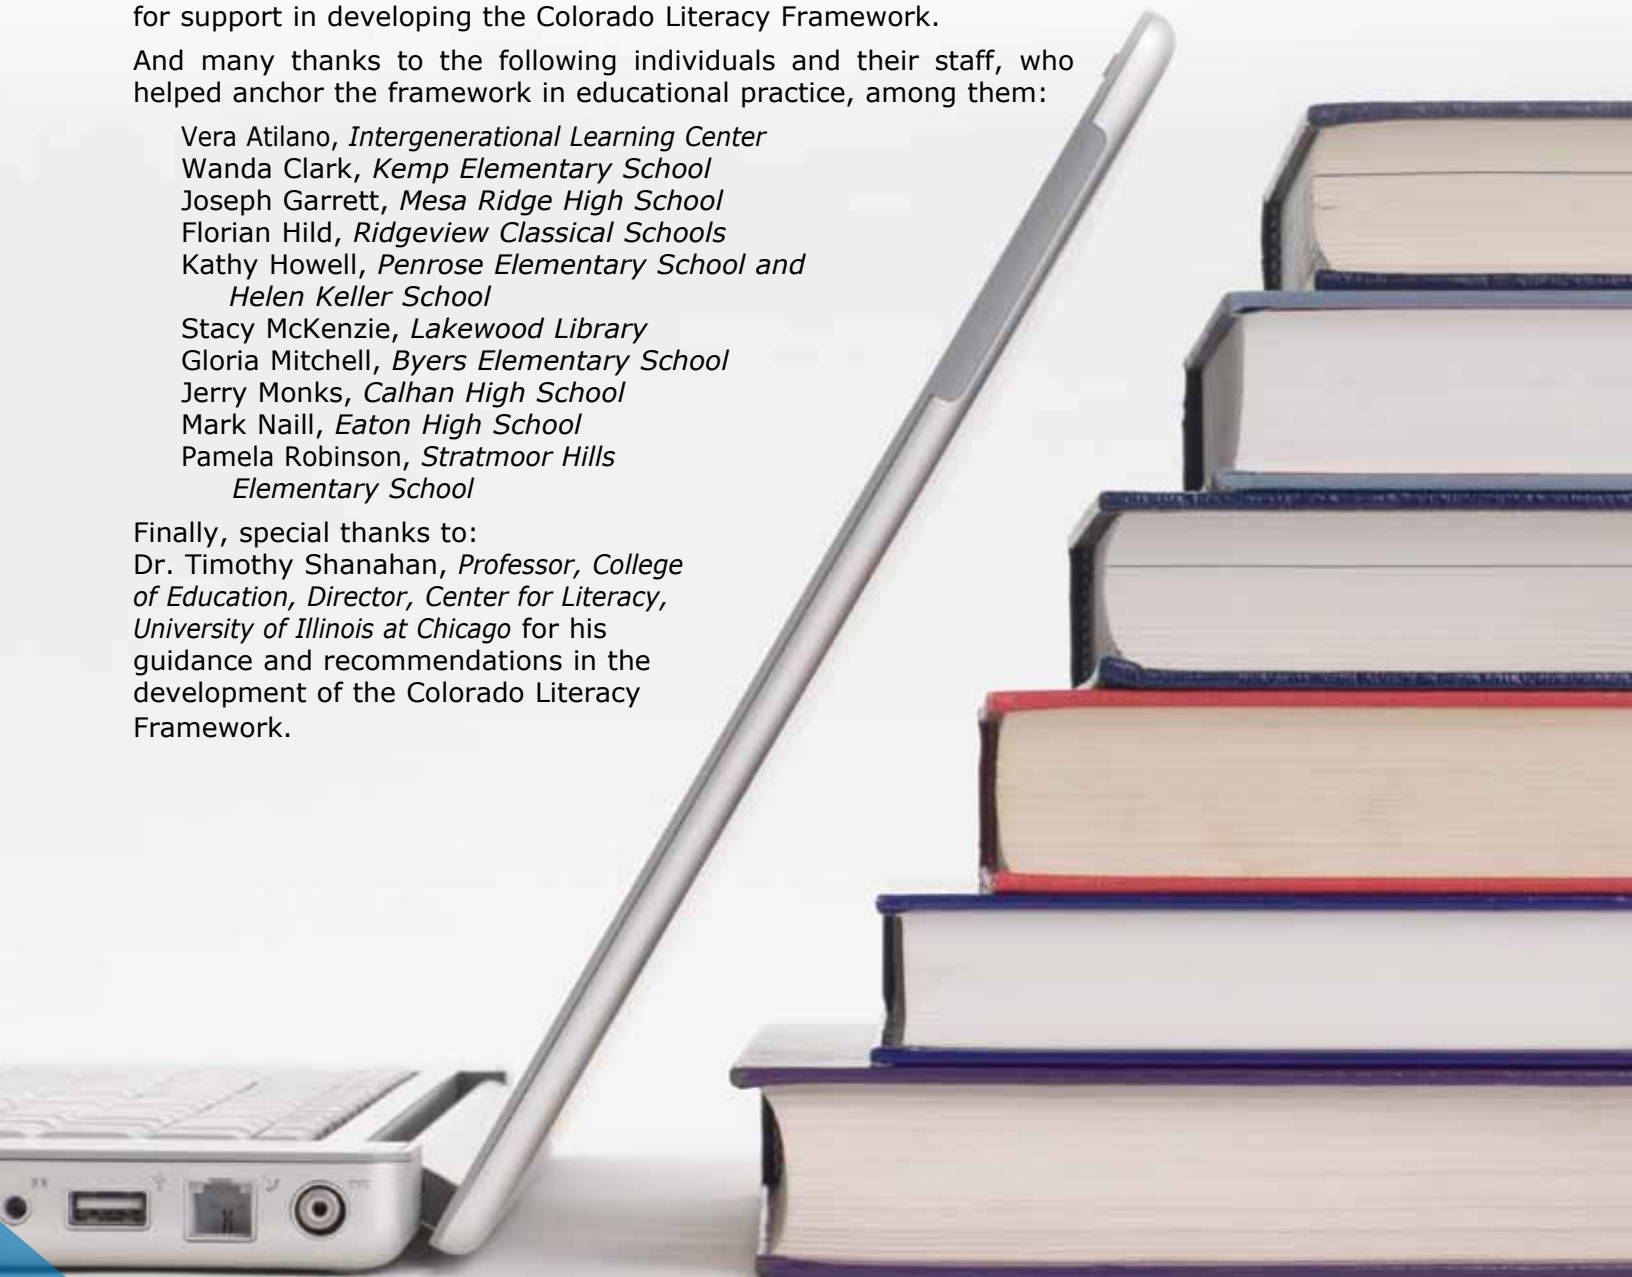 for support in developing the Colorado Literacy Framework.
And many thanks to the following individuals and their staff, who
helped anchor the framework in educational practice, among them:
Vera Atilano, Intergenerational Learning Center
Wanda Clark, Kemp Elementary School
Joseph Garrett, Mesa Ridge High School
Florian Hild, Ridgeview Classical Schools
Kathy Howell, Penrose Elementary School and
Helen Keller School
Stacy McKenzie, Lakewood Library
Gloria Mitchell, Byers Elementary School
Jerry Monks, Calhan High School
Mark Naill, Eaton High School
Pamela Robinson, Stratmoor Hills
Elementary School
Finally, special thanks to:
Dr. Timothy Shanahan, Professor, College
of Education, Director, Center for Literacy,
University of Illinois at Chicago for his
guidance and recommendations in the
development of the Colorado Literacy
Framework.